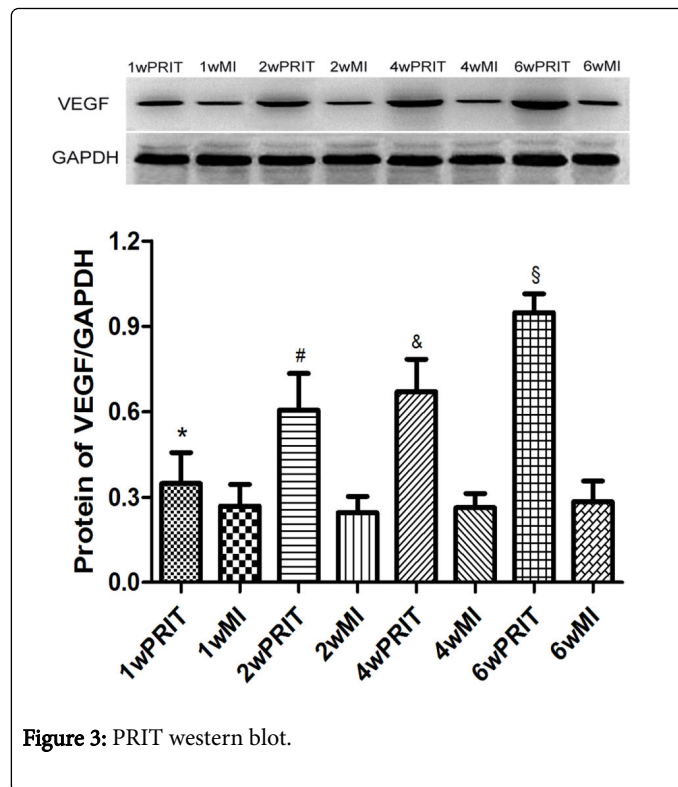 1wPRIT 1wMI 2wPRIT 2wMI 4wPRIT 4wMI 6wPRIT 6wMI
VEGF
GAPDH
Protein of VEGF/GAPDH
1.2
0.9
0.6
0.3
0.0
*
#
&
§
1wPRIT 1wMI 2wPRIT 2wMI 4wPRIT 4wMI 6wPRIT 6wMI
Figure 3: PRIT western blot.